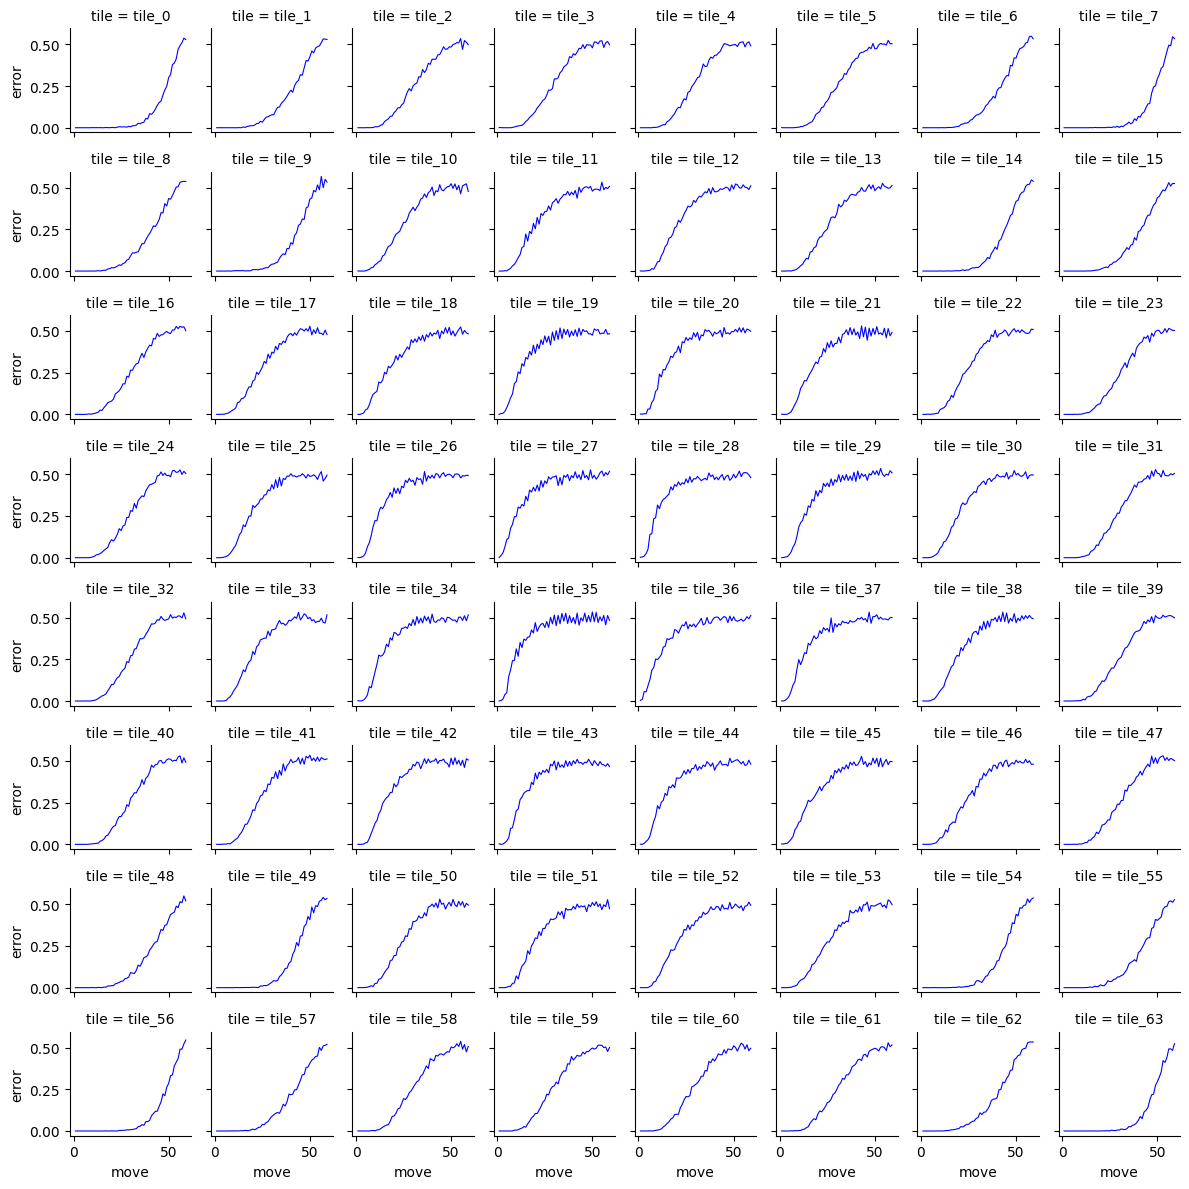 tile = tile_0 tile = tile_1 tile = tile_2 tile = tile_3 tile = tile_4 tile = tile_5 tile = tile_6 tile = tile_7
0.50
error
0.25
0.00
tile = tile_8 tile = tile_9 tile = tile_10 tile = tile_11 tile = tile_12 tile = tile_13 tile = tile_14 tile = tile_15
0.50
error
0.25
0.00
tile = tile_16 tile = tile_17 tile = tile_18 tile = tile_19 tile = tile_20 tile = tile_21 tile = tile_22 tile = tile_23
0.50
error
0.25
0.00
tile = tile_24 tile = tile_25 tile = tile_26 tile = tile_27 tile = tile_28 tile = tile_29 tile = tile_30 tile = tile_31
0.50
error
0.25
0.00
tile = tile_32 tile = tile_33 tile = tile_34 tile = tile_35 tile = tile_36 tile = tile_37 tile = tile_38 tile = tile_39
0.50
error
0.25
0.00
tile = tile_40 tile = tile_41 tile = tile_42 tile = tile_43 tile = tile_44 tile = tile_45 tile = tile_46 tile = tile_47
0.50
error
0.25
0.00
tile = tile_48 tile = tile_49 tile = tile_50 tile = tile_51 tile = tile_52 tile = tile_53 tile = tile_54 tile = tile_55
0.50
error
0.25
0.00
tile = tile_56 tile = tile_57 tile = tile_58 tile = tile_59 tile = tile_60 tile = tile_61 tile = tile_62 tile = tile_63
0.50
error
0.25
0.00
0 50 0 50 0 50 0 50 0 50 0 50 0 50 0 50
move move move move move move move move